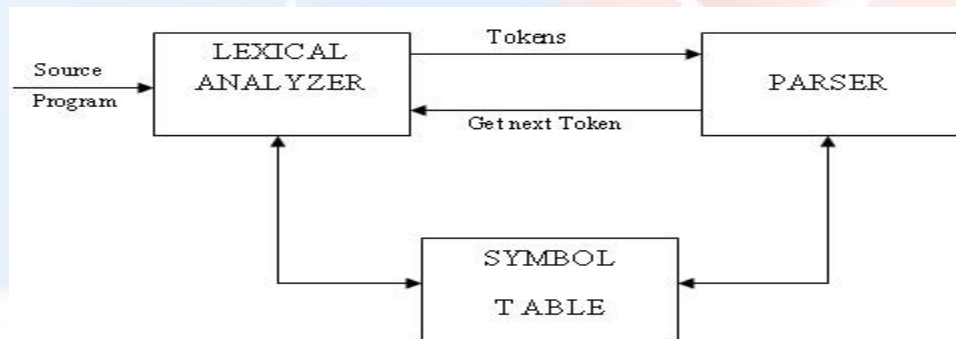 Source
Program
LEXICAL
ANALYZER
Tokens
Get next Token
PARSER
SYMBOL
TABLE